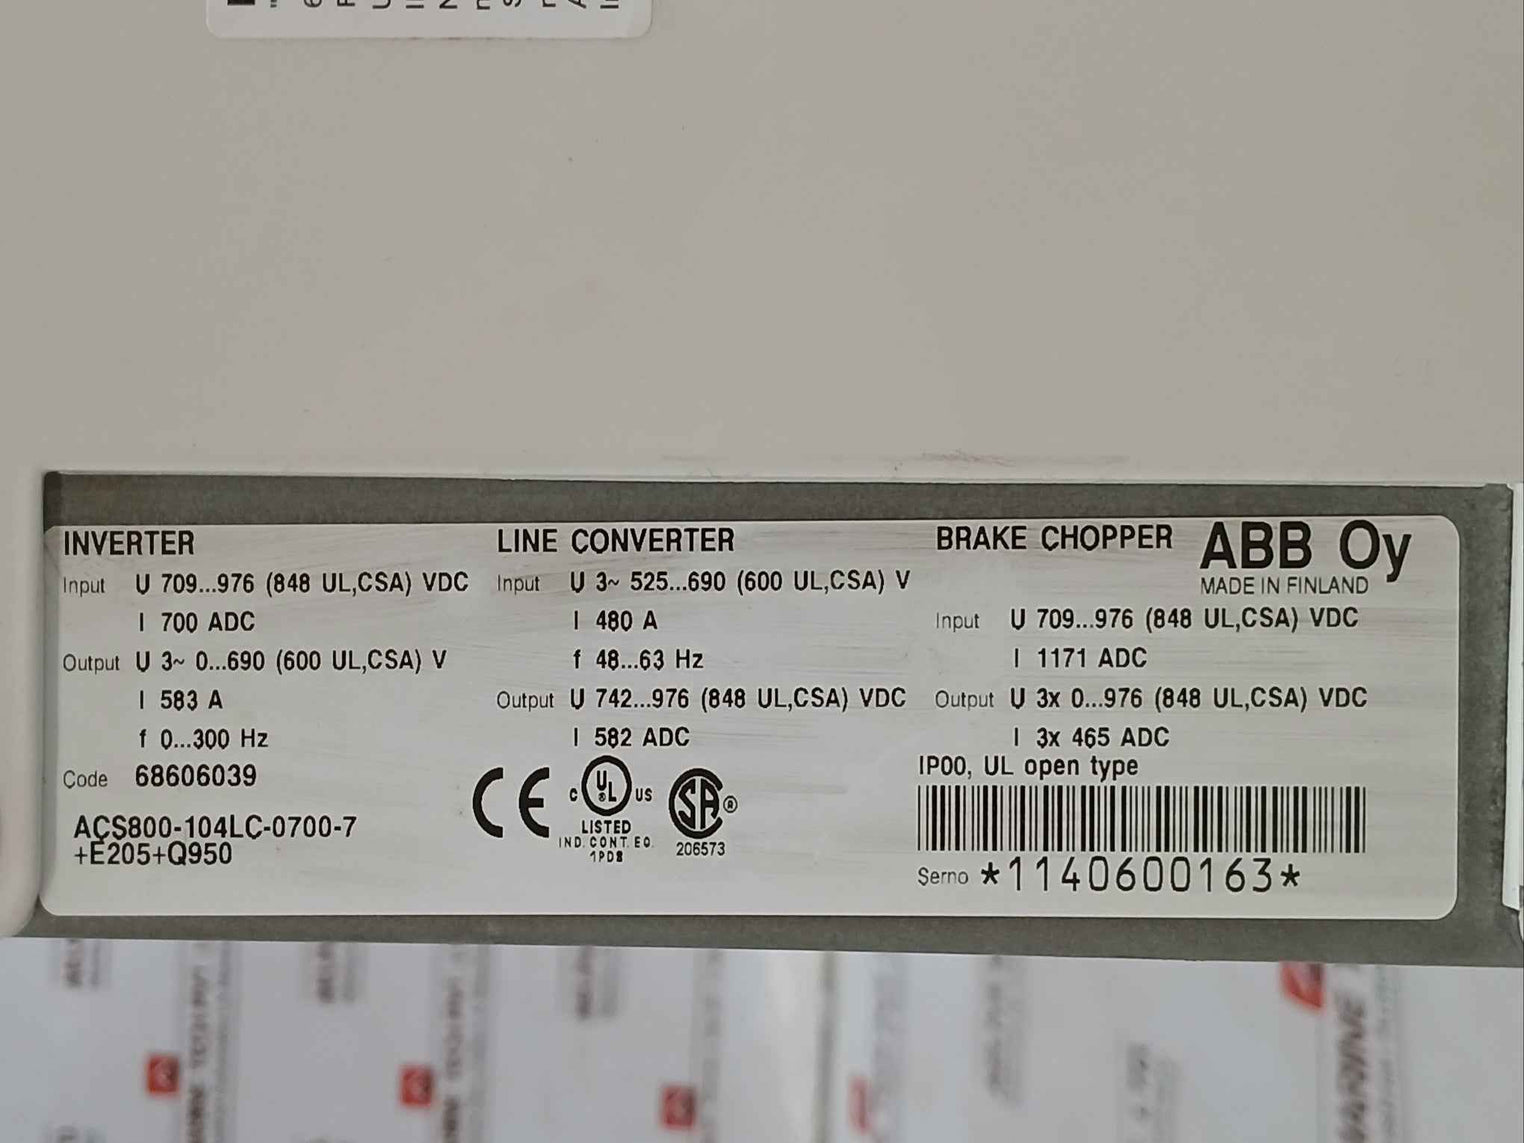 INVERTER
Input U 709...976 (848 UL,CSA) VDC
I 700 ADC
Output U 3~ 0...690 (600 UL,CSA) V
I 583 A
f 0...300 Hz
Code 68606039
ACS800-104LC-0700-7
+E205+Q950
LINE CONVERTER
Input U 3~ 525...690 (600 UL,CSA) V
I 480 A
f 48...63 Hz
Output U 742...976 (848 UL,CSA) VDC
I 582 ADC
CE
C UL ® US
LISTED
IND. CONT. EQ.
1PD8
SA ®
206573
BRAKE CHOPPER
ABB Oy
MADE IN FINLAND
Input U 709...976 (848 UL,CSA) VDC
I 1171 ADC
Output U 3x 0...976 (848 UL,CSA) VDC
I 3x 465 ADC
IP00, UL open type
Serno *1140600163*